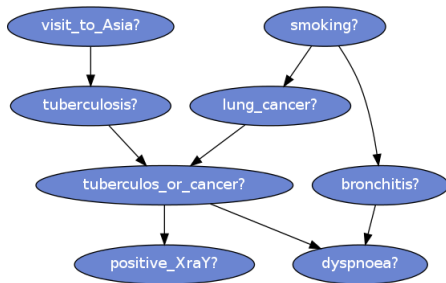 visit_to_Asia?
smoking?
tuberculosis?
lung_cancer?
tuberculos_or_cancer?
bronchitis?
positive_XraY?
dyspnoea?